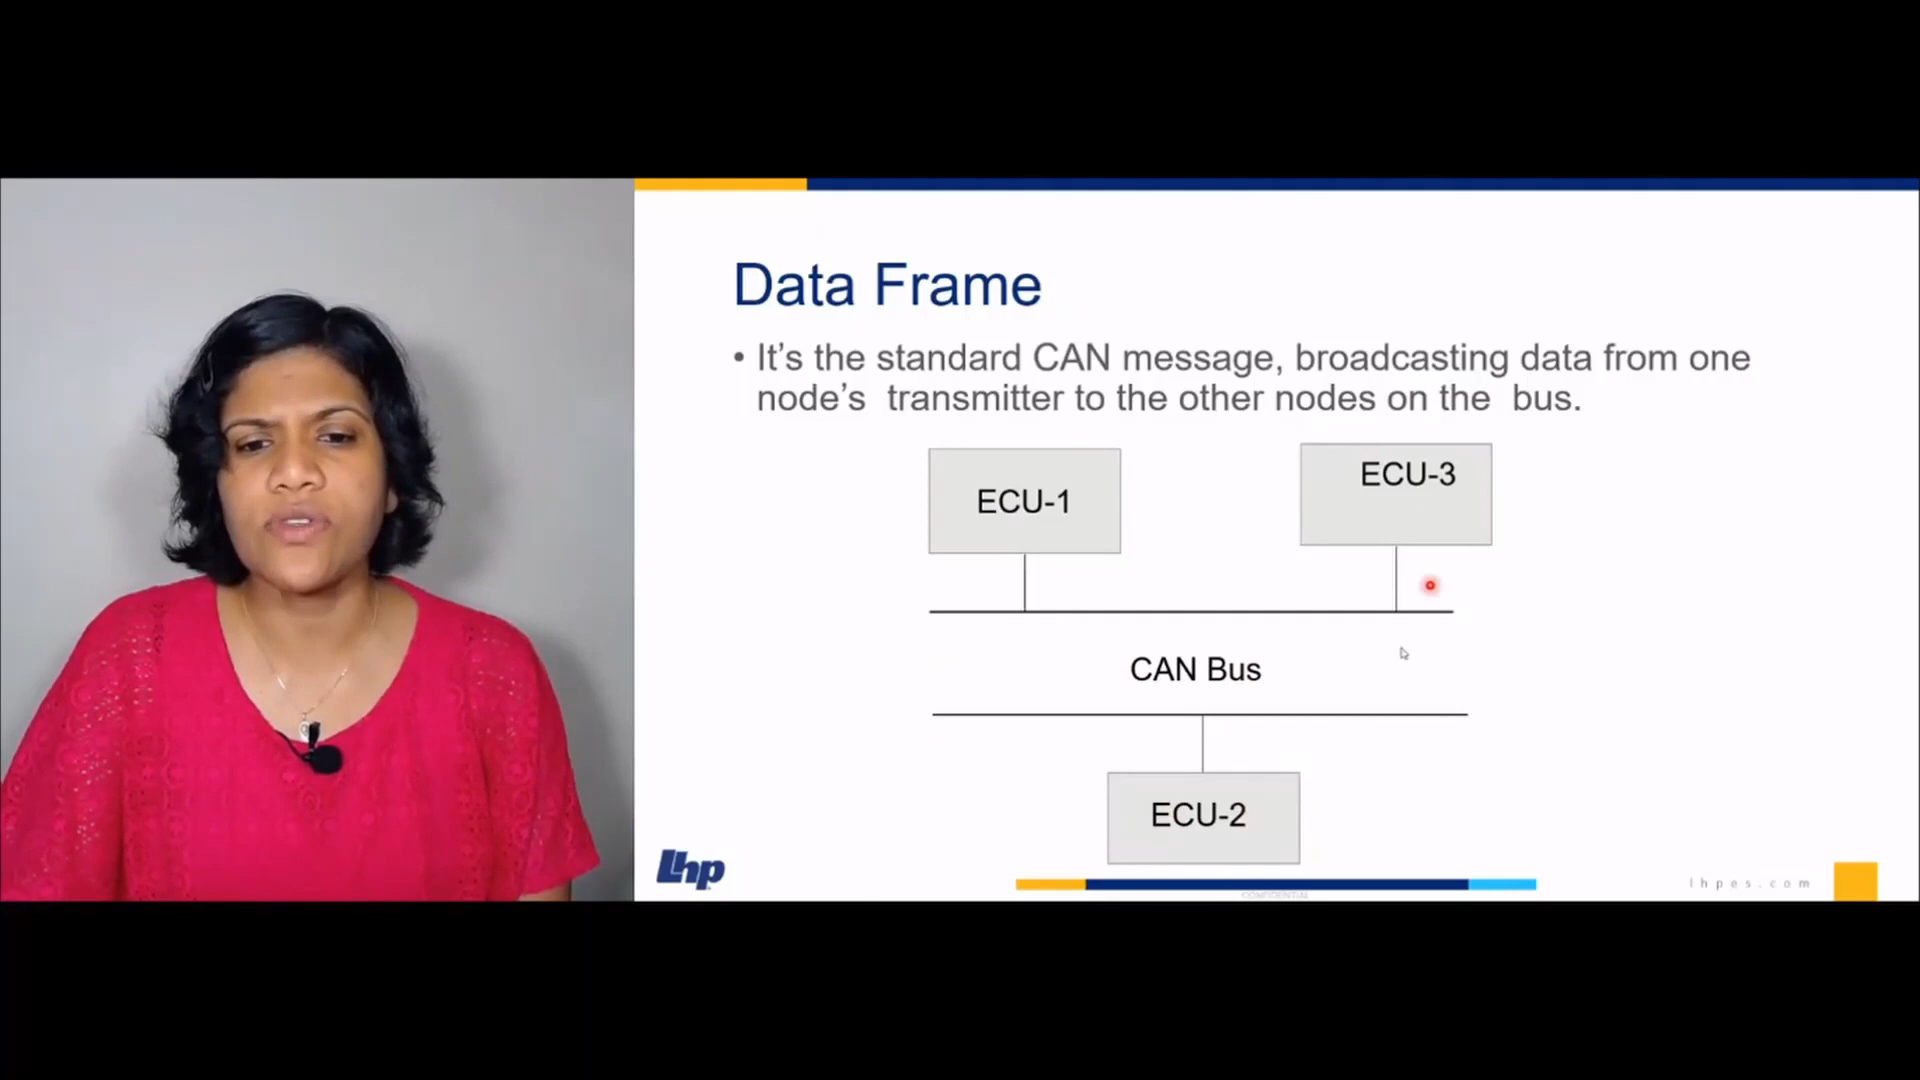 Data Frame
• It’s the standard CAN message, broadcasting data from one
node’s  transmitter to the other nodes on the  bus.
ECU-1
ECU-3
CAN Bus
ECU-2
lhp
CONFIDENTIAL
lhpes.com